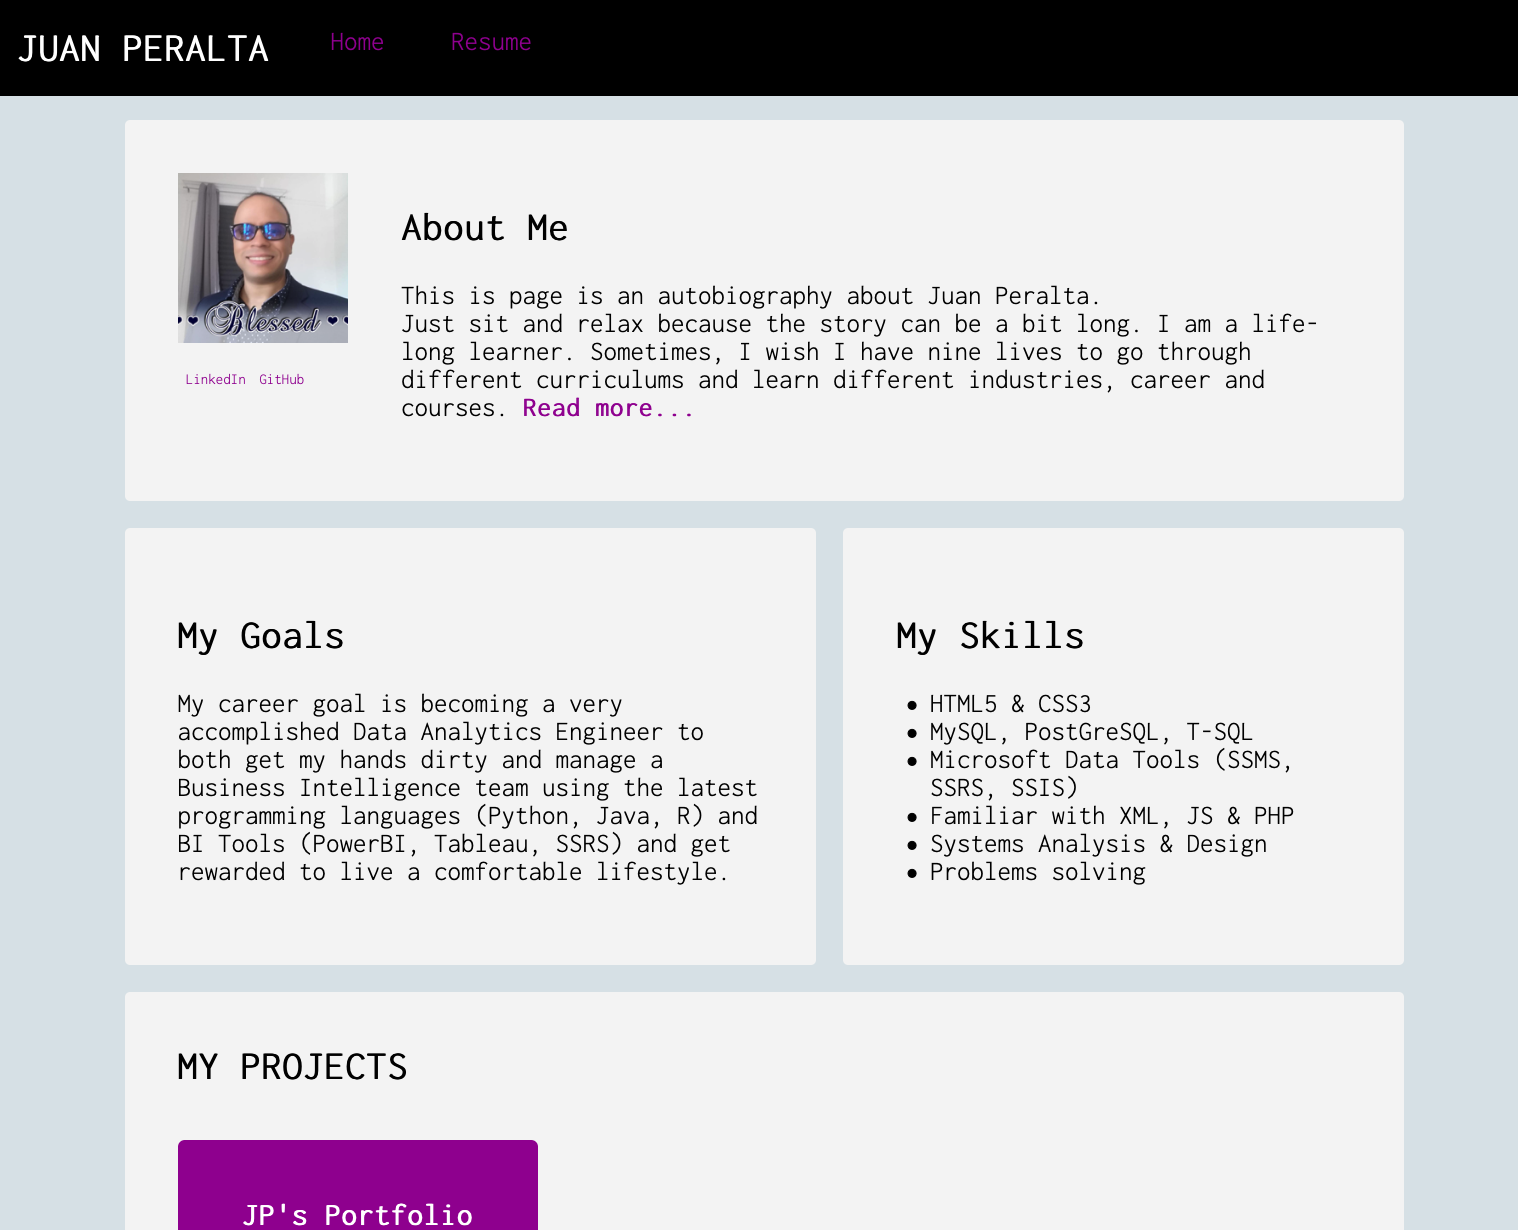 JUAN PERALTA
Home
Resume
Blessed
LinkedIn GitHub
About Me
This is page is an autobiography about Juan Peralta.
Just sit and relax because the story can be a bit long. I am a life-
long learner. Sometimes, I wish I have nine lives to go through
different curriculums and learn different industries, career and
courses. Read more...
My Goals
My career goal is becoming a very
accomplished Data Analytics Engineer to
both get my hands dirty and manage a
Business Intelligence team using the latest
programming languages (Python, Java, R) and
BI Tools (PowerBI, Tableau, SSRS) and get
rewarded to live a comfortable lifestyle.
My Skills
• HTML5 & CSS3
• MySQL, PostGreSQL, T-SQL
• Microsoft Data Tools (SSMS,
SSRS, SSIS)
• Familiar with XML, JS & PHP
• Systems Analysis & Design
• Problems solving
MY PROJECTS
JP's Portfolio